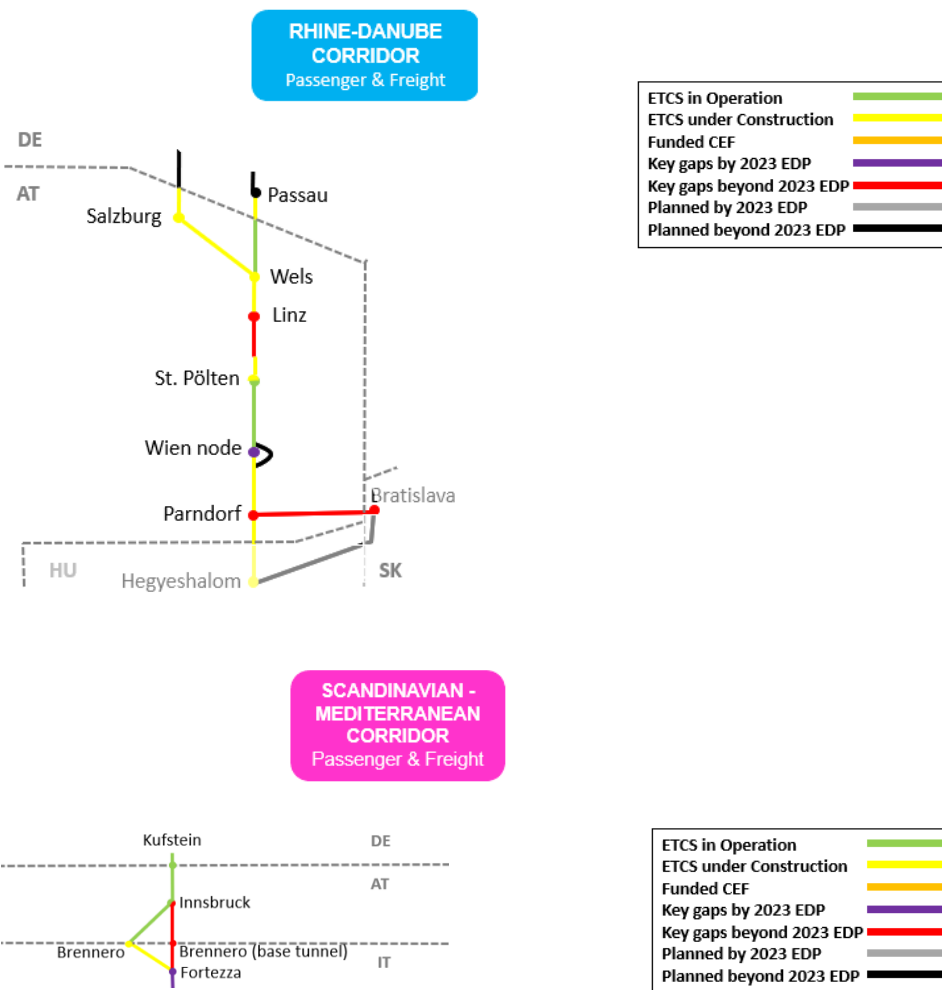 RHINE-DANUBE
CORRIDOR
Passenger & Freight
ETCS in Operation
ETCS under Construction
Funded CEF
Key gaps by 2023 EDP
Key gaps beyond 2023 EDP
Planned by 2023 EDP
Planned beyond 2023 EDP
DE
AT
Passau
Salzburg
Wels
Linz
St. Pölten
Wien node
Bratislava
Parndorf
HU
Hegyeshalom
SK
SCANDINAVIAN -
MEDITERRANEAN
CORRIDOR
Passenger & Freight
Kufstein
DE
AT
Innsbruck
Brennero
Brennero (base tunnel)
IT
Fortezza
ETCS in Operation
ETCS under Construction
Funded CEF
Key gaps by 2023 EDP
Key gaps beyond 2023 EDP
Planned by 2023 EDP
Planned beyond 2023 EDP